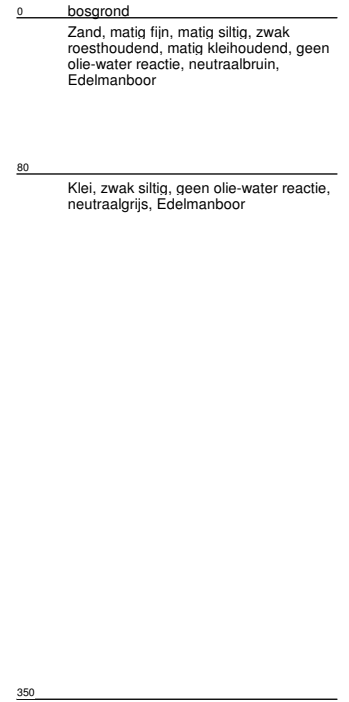 0 bosgrond
Zand, matig fijn, matig siltig, zwak
roesthoudend, matig kleihoudend, geen
olie-water reactie, neutraalbruin,
Edelmanboor
80
Klei, zwak siltig, geen olie-water reactie,
neutraalgrijs, Edelmanboor
350